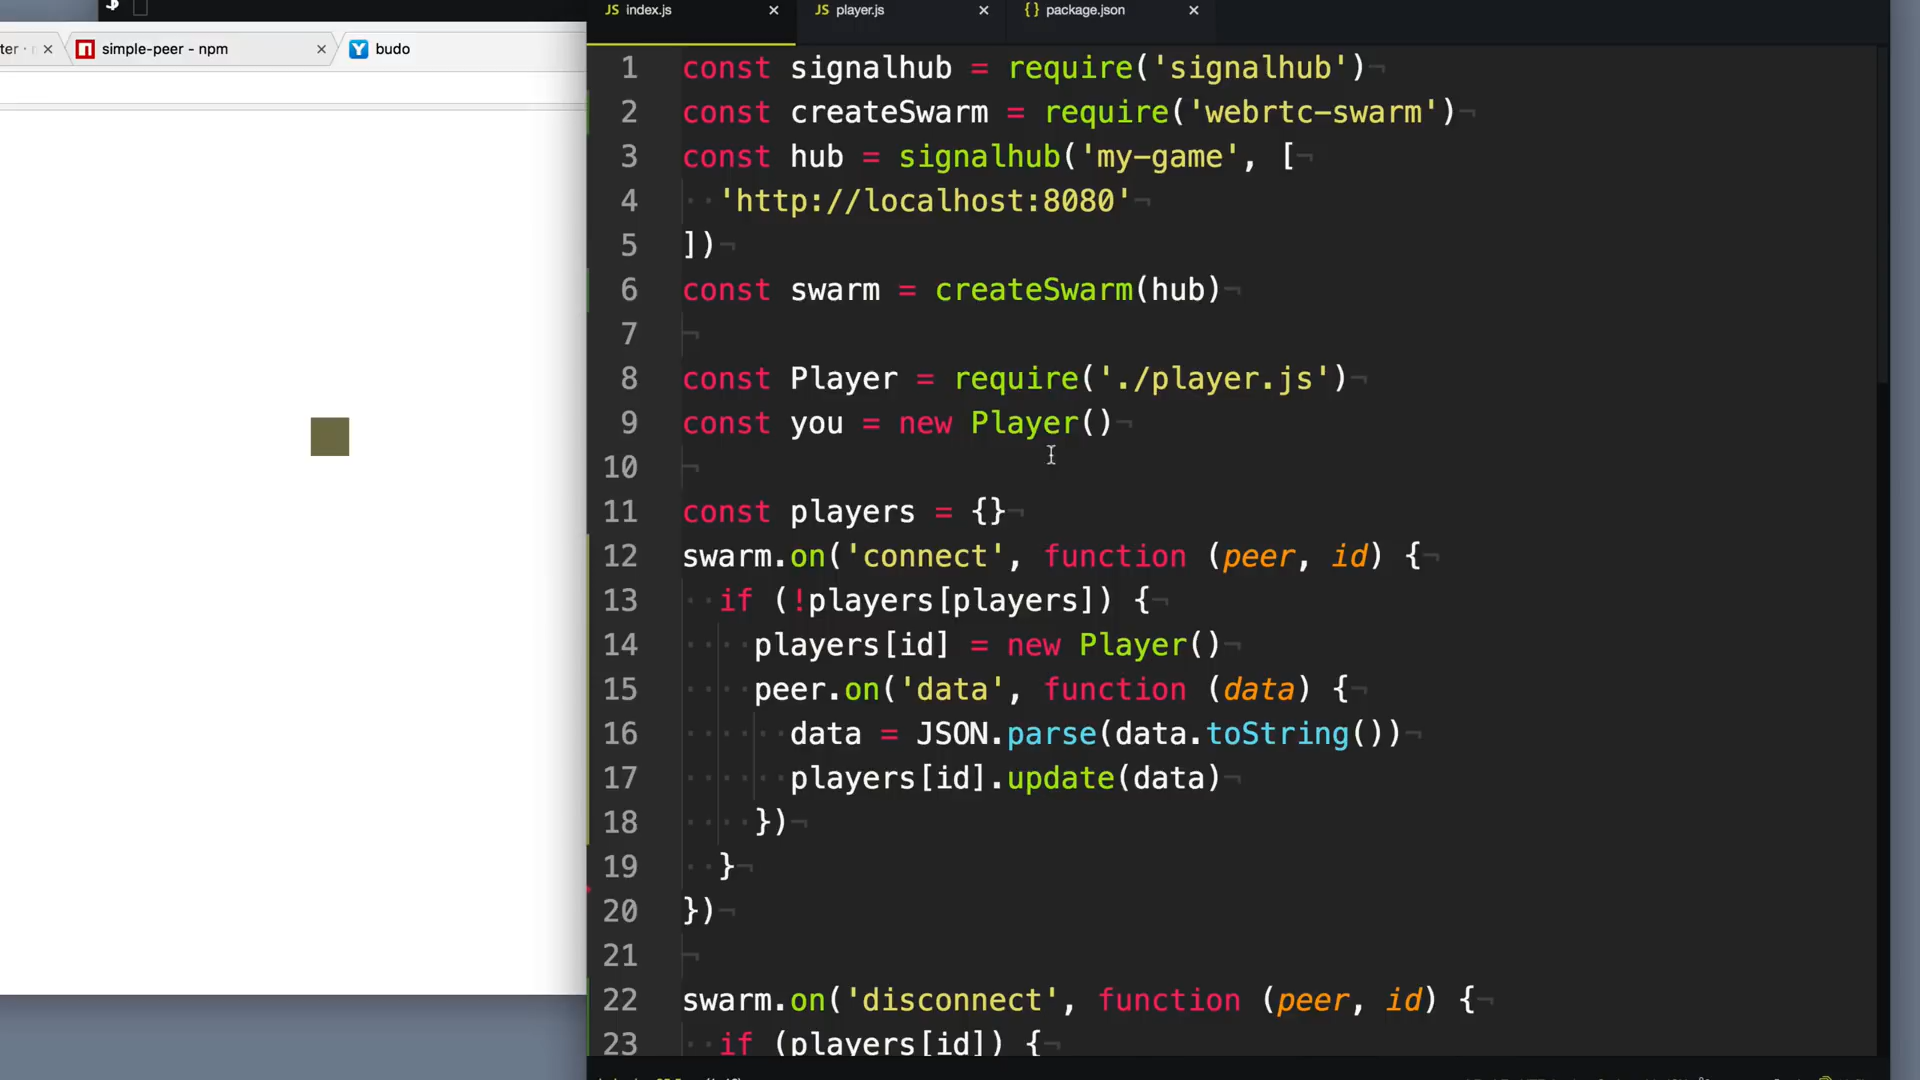 index.js
player.js
package.json
simple-peer - npm
budo
1 const signalhub = require('signalhub')¬
2 const createSwarm = require('webrtc-swarm')¬
3 const hub = signalhub('my-game', [¬
4 ··'http://localhost:8080'¬
5 ])¬
6 const swarm = createSwarm(hub)¬
7 ¬
8 const Player = require('./player.js')¬
9 const you = new Player()¬
10 ¬
11 const players = {}¬
12 swarm.on('connect', function (peer, id) {¬
13 ··if (!players[players]) {¬
14 ····players[id] = new Player()¬
15 ····peer.on('data', function (data) {¬
16 ······data = JSON.parse(data.toString())¬
17 ······players[id].update(data)¬
18 ····})¬
19 ··}¬
20 })¬
21 ¬
22 swarm.on('disconnect', function (peer, id) {¬
23 ··if (players[id]) {¬